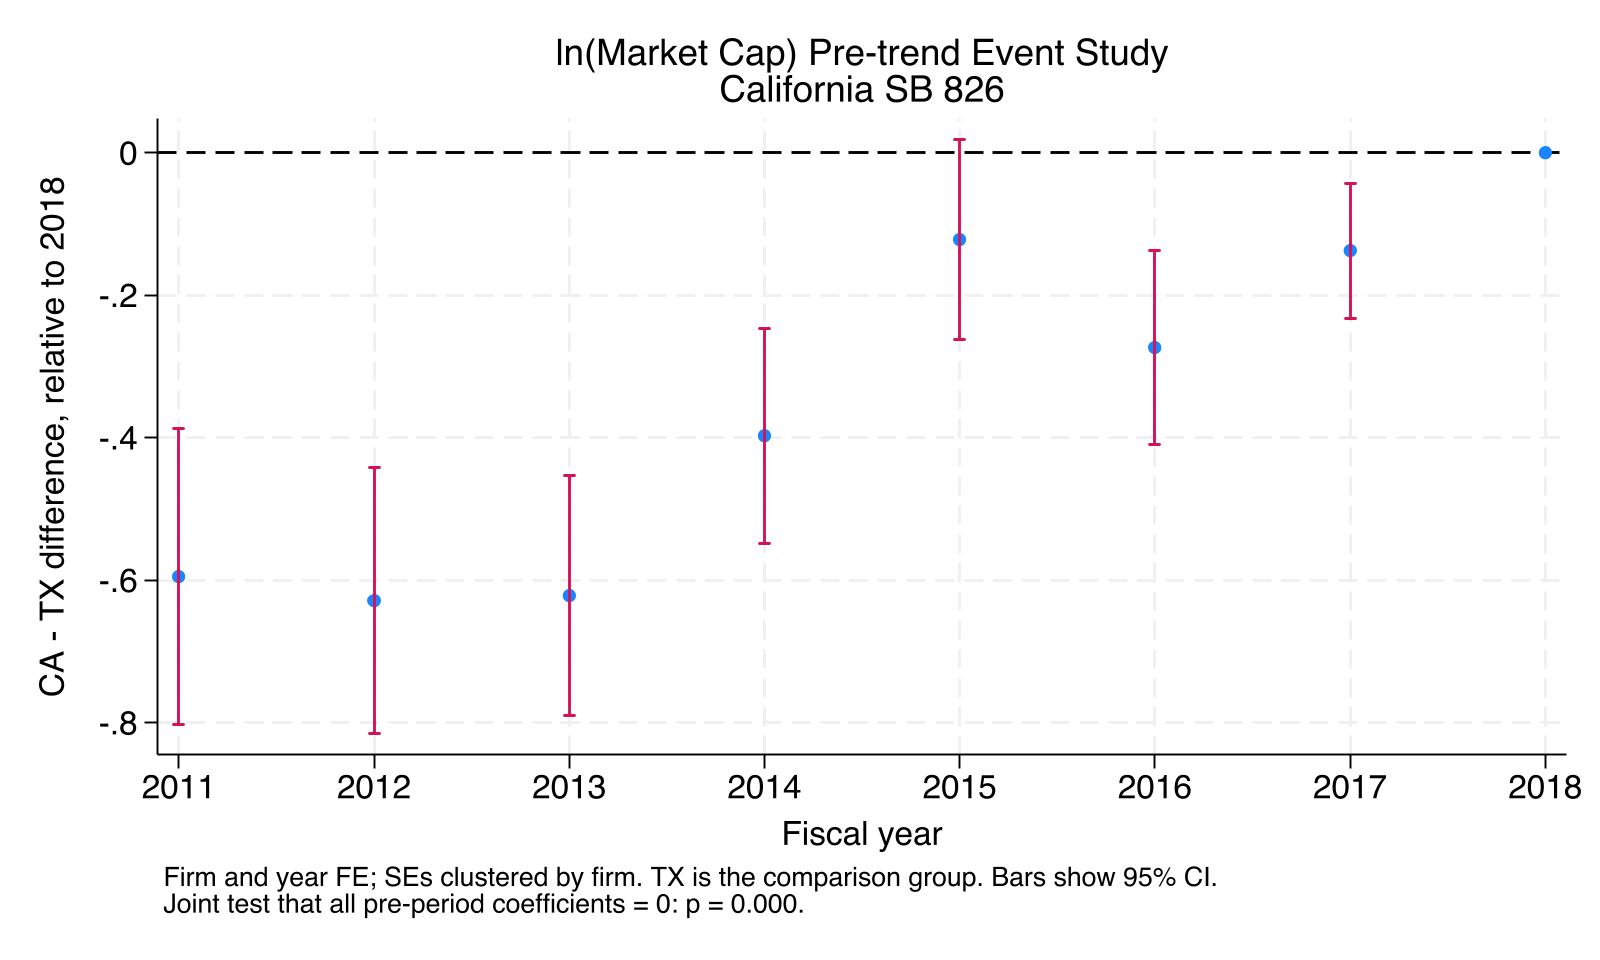 ln(Market Cap) Pre-trend Event Study
California SB 826
CA - TX difference, relative to 2018
0
-.2
-.4
-.6
-.8
2011 2012 2013 2014 2015 2016 2017 2018
Fiscal year
Firm and year FE; SEs clustered by firm. TX is the comparison group. Bars show 95% CI.
Joint test that all pre-period coefficients = 0: p = 0.000.